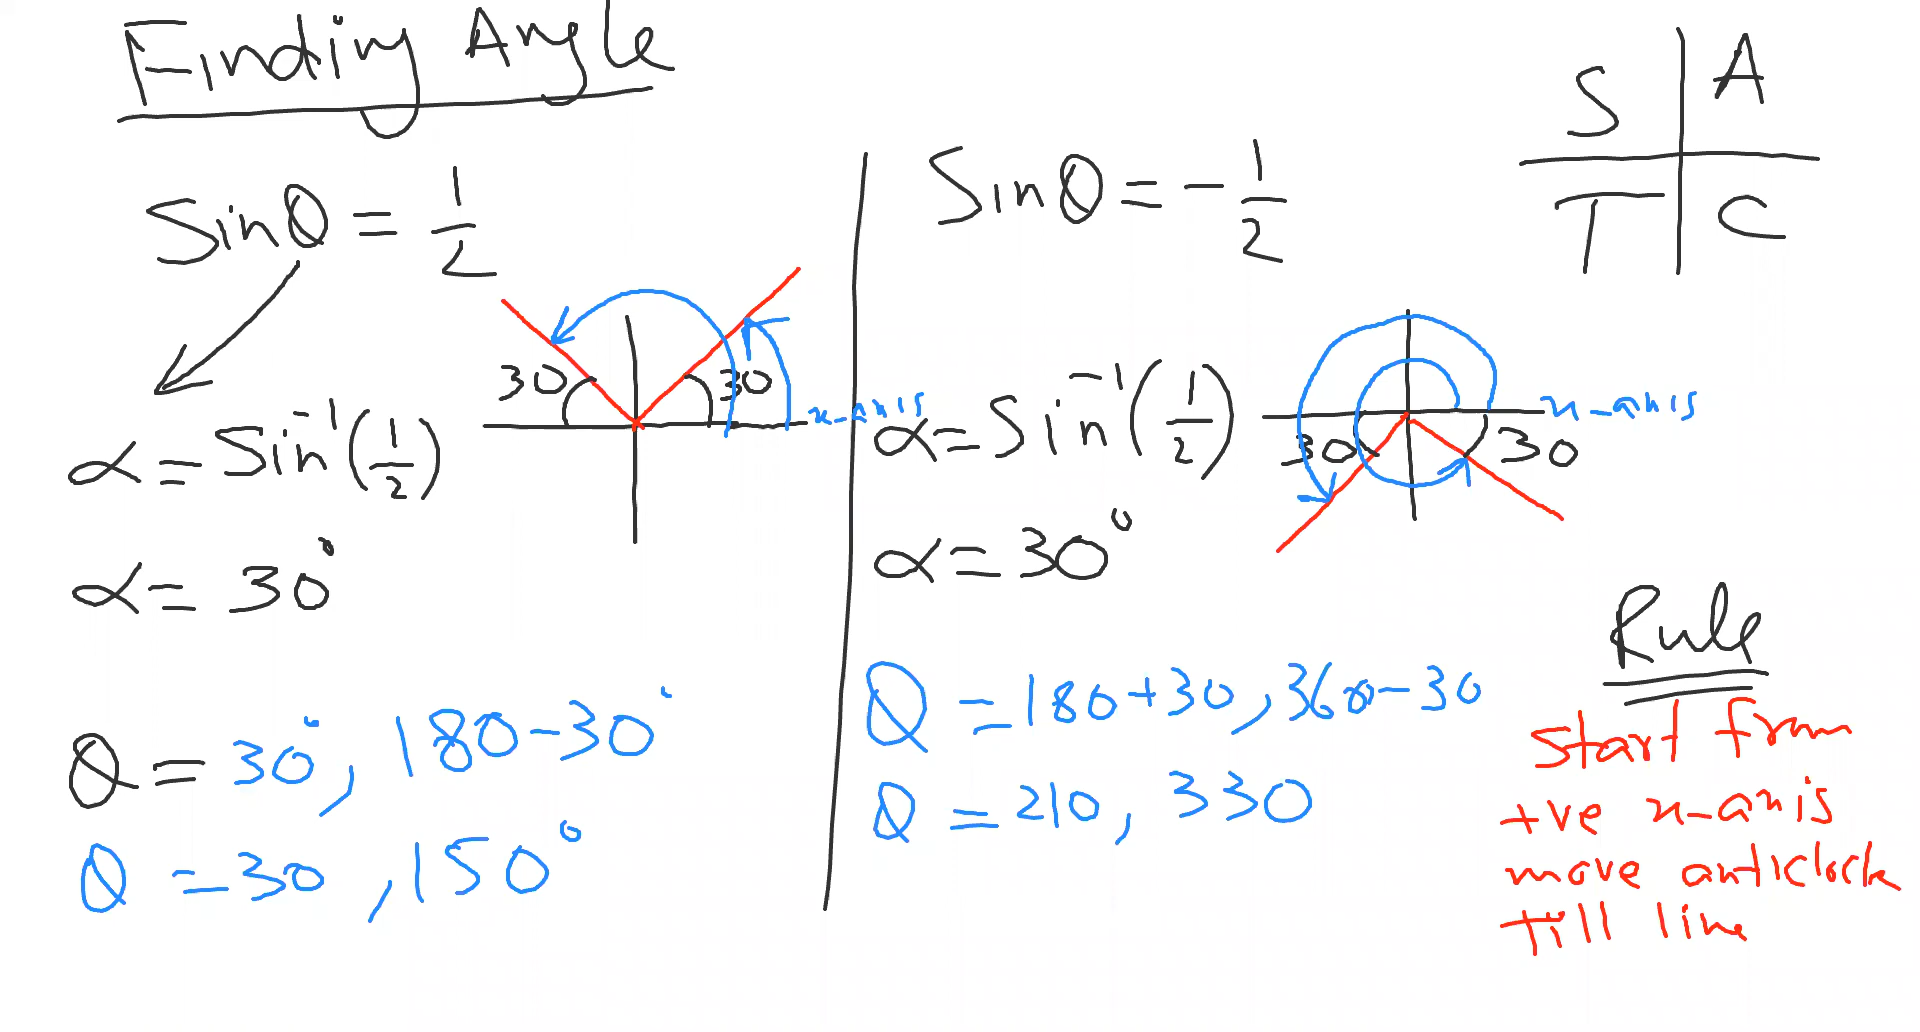 Finding Angle
Sinθ = 1/2
30 30
x-axis
α = Sin⁻¹(1/2)
α = 30°
θ = 30°, 180-30°
θ = 30, 150°
Sinθ = -1/2
α = Sin⁻¹(1/2)
30 30
x-axis
α = 30°
θ = 180+30, 360-30
θ = 210, 330
S A
T C
Rule
Start from
+ve x-axis
move anticlock
till line